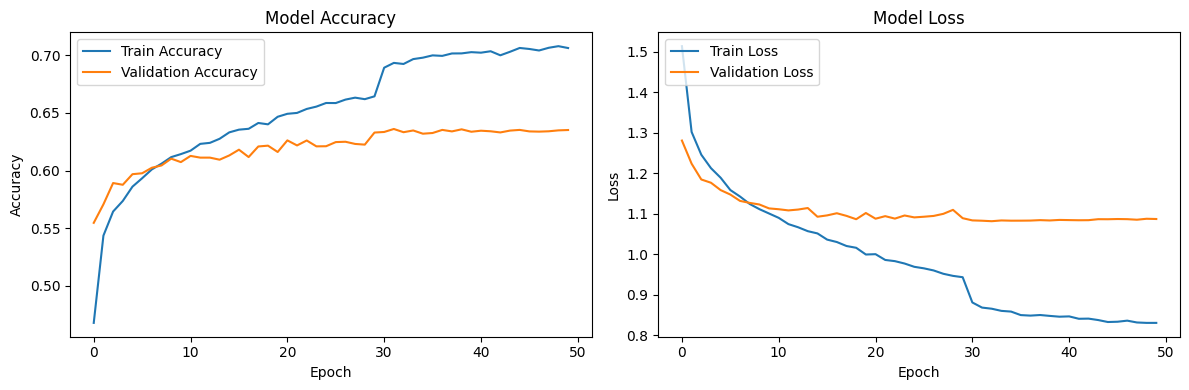 Model Accuracy
Train Accuracy
Validation Accuracy
0.70
0.65
0.60
0.55
0.50
Accuracy
0
10
20
30
40
50
Epoch
Model Loss
Train Loss
Validation Loss
1.5
1.4
1.3
1.2
1.1
1.0
0.9
0.8
Loss
0
10
20
30
40
50
Epoch